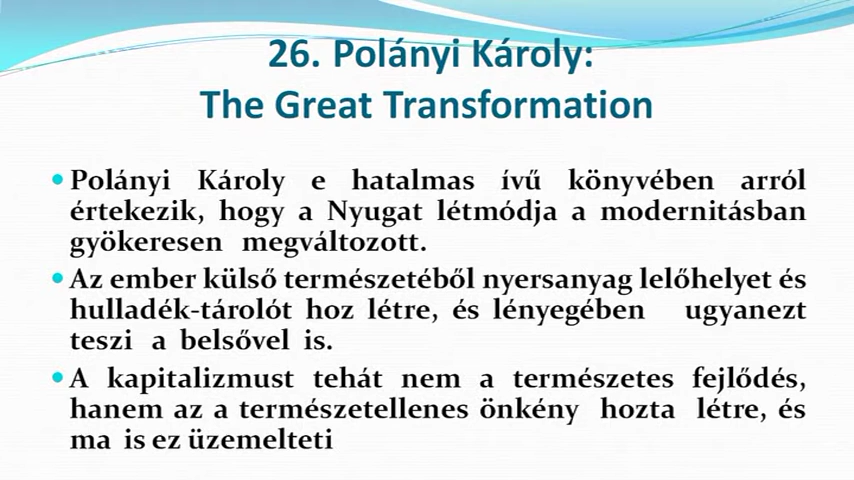 26. Polányi Károly:
The Great Transformation
Polányi Károly e hatalmas ívű könyvében arról
értekezik, hogy a Nyugat létmódja a modernitásban
gyökeresen megváltozott.
Az ember külső természetéből nyersanyag lelőhelyet és
hulladék-tárolót hoz létre, és lényegében ugyanezt
teszi a belsővel is.
A kapitalizmust tehát nem a természetes fejlődés,
hanem az a természetellenes önkény hozta létre, és
ma is ez üzemelteti